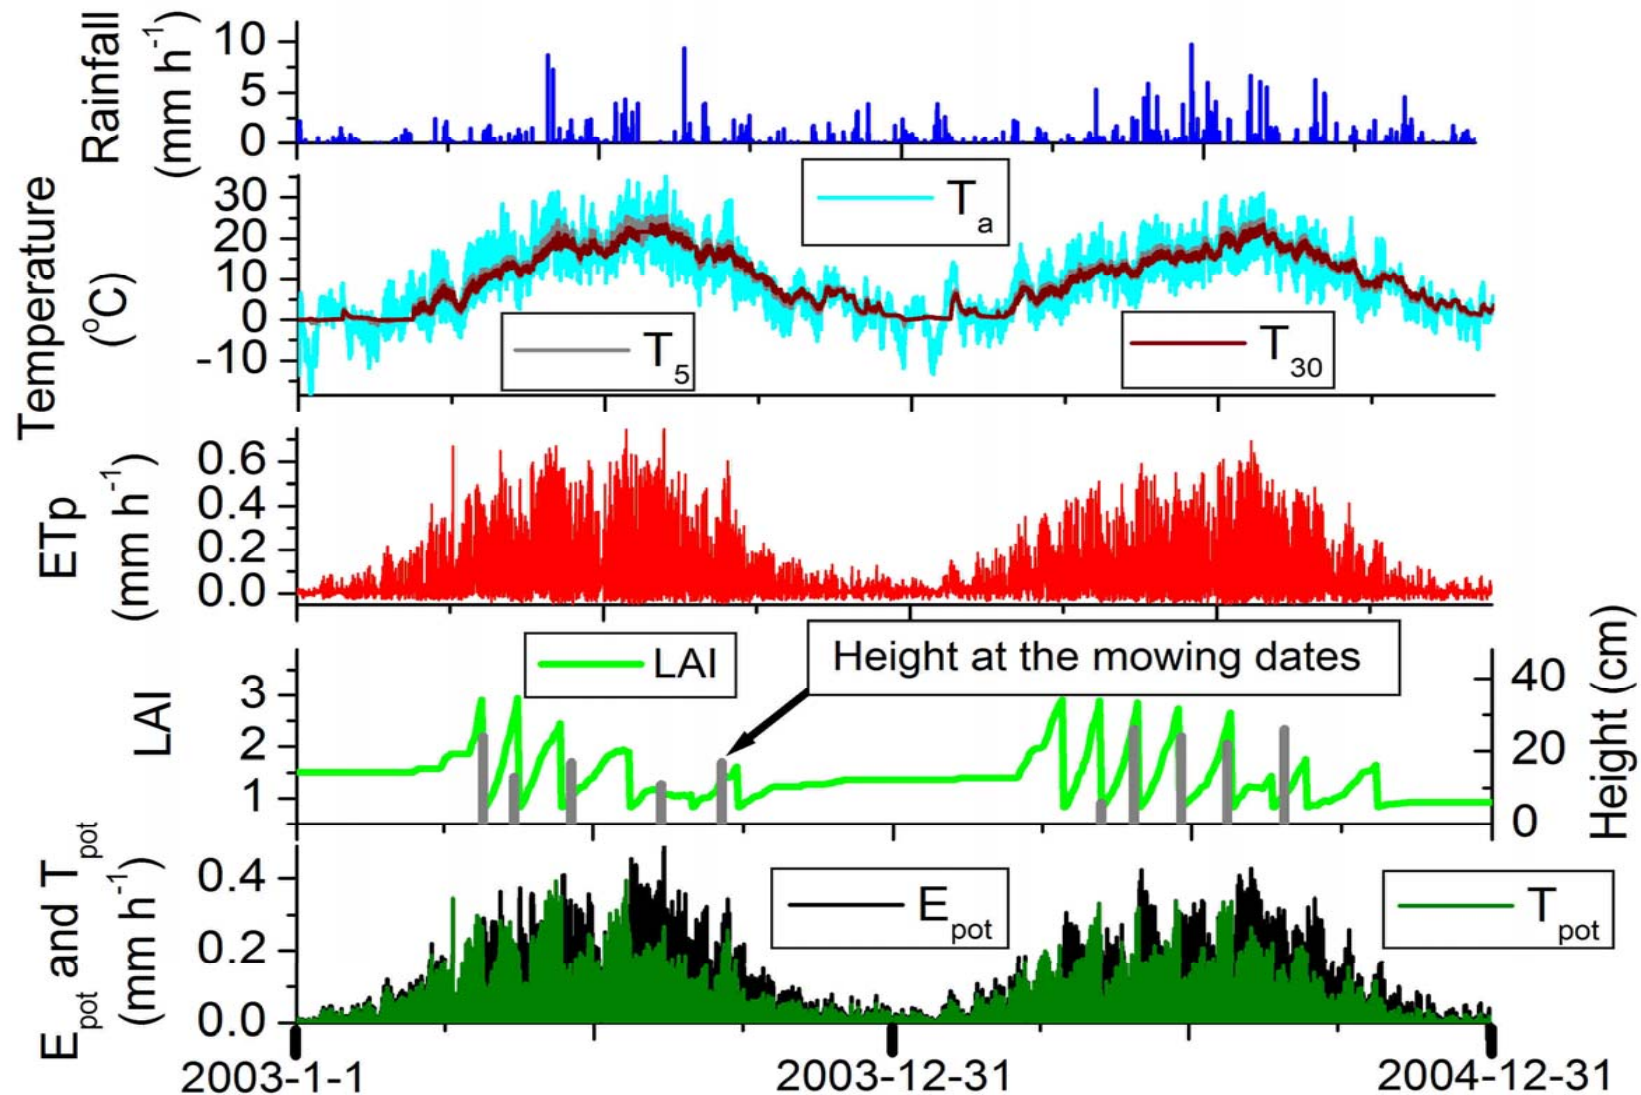 Rainfall
(mm h-1)
10
5
0
Temperature
(oC)
30
20
10
0
-10
Ta
T5
T30
ETp
(mm h-1)
0.6
0.4
0.2
0.0
LAI
3
2
1
LAI
Height at the mowing dates
40
20
0
Height (cm)
Epot and Tpot
(mm h-1)
0.4
0.2
0.0
Epot
Tpot
2003-1-1
2003-12-31
2004-12-31